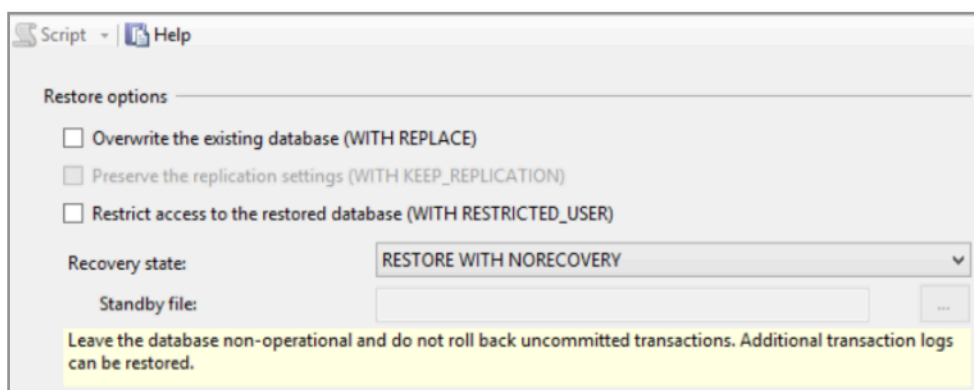 Script Help
Restore options
Overwrite the existing database (WITH REPLACE)
Preserve the replication settings (WITH KEEP_REPLICATION)
Restrict access to the restored database (WITH RESTRICTED_USER)
Recovery state: RESTORE WITH NORECOVERY
Standby file: ...
Leave the database non-operational and do not roll back uncommitted transactions. Additional transaction logs
can be restored.